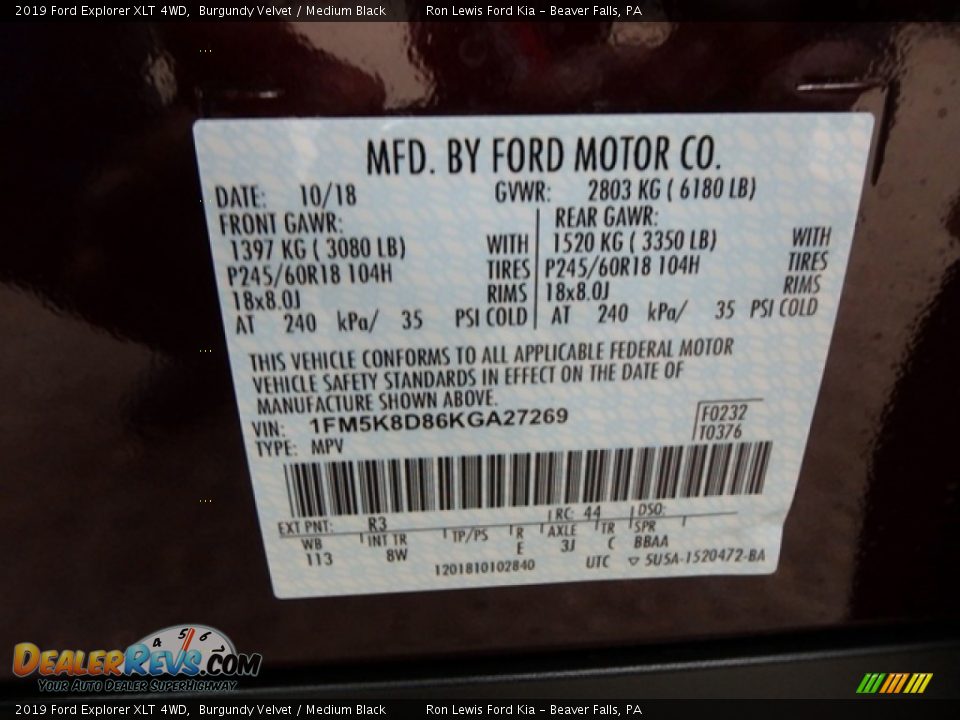 2019 Ford Explorer XLT 4WD, Burgundy Velvet / Medium Black Ron Lewis Ford Kia - Beaver Falls, PA
MFD. BY FORD MOTOR CO.
DATE: 10/18 GVWR: 2803 KG ( 6180 LB)
FRONT GAWR: REAR GAWR:
1397 KG ( 3080 LB) WITH 1520 KG ( 3350 LB) WITH
P245/60R18 104H TIRES P245/60R18 104H TIRES
18x8.0J RIMS 18x8.0J RIMS
AT 240 kPa/ 35 PSI COLD AT 240 kPa/ 35 PSI COLD
THIS VEHICLE CONFORMS TO ALL APPLICABLE FEDERAL MOTOR
VEHICLE SAFETY STANDARDS IN EFFECT ON THE DATE OF
MANUFACTURE SHOWN ABOVE.
VIN: 1FM5K8D86KGA27269 F0232
TYPE: MPV T0376
EXT PNT: R3 RC: 44 DSO:
WB INT TR TP/PS R AXLE TR SPR
113 8W E 3J C BBAA
1201810102840 UTC ▽ 5USA-1520472-BA
4 5 6
DEALERREVS.COM
Your Auto Dealer SuperHighway
2019 Ford Explorer XLT 4WD, Burgundy Velvet / Medium Black Ron Lewis Ford Kia - Beaver Falls, PA